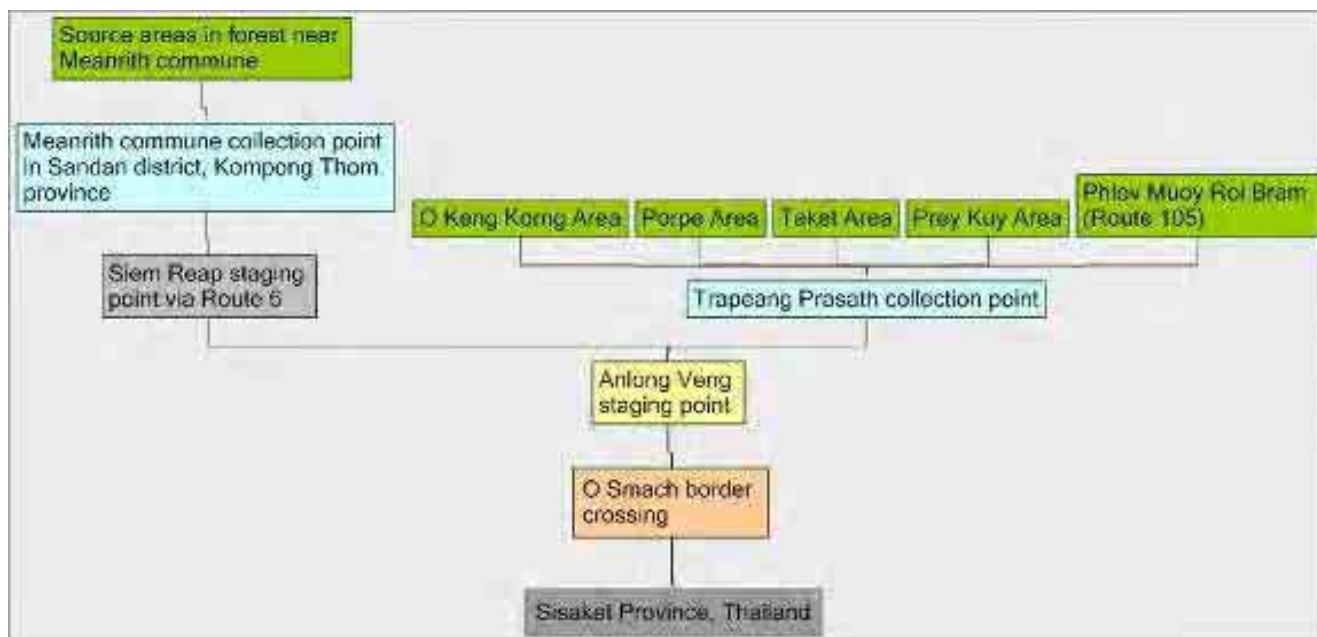 Source areas in forest near
Meanrith commune
Meanrith commune collection point
in Sandan district, Kompong Thom
province
O Keng Korng Area
Porpe Area
Taket Area
Prey Kuy Area
Phlov Muoy Roi Bram
(Route 105)
Siem Reap staging
point via Route 6
Trapeang Prasath collection point
Anlong Veng
staging point
O Smach border
crossing
Sisaket Province, Thailand